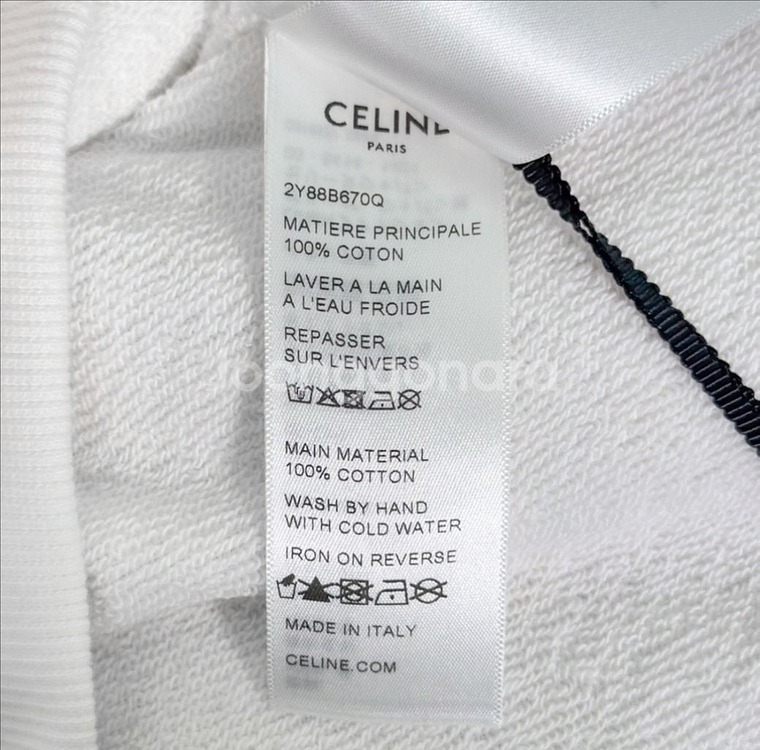 CELINE
PARIS
2Y88B670Q
MATIERE PRINCIPALE
100% COTON
LAVER A LA MAIN
A L'EAU FROIDE
REPASSER
SUR L'ENVERS
MAIN MATERIAL
100% COTTON
WASH BY HAND
WITH COLD WATER
IRON ON REVERSE
MADE IN ITALY
CELINE.COM